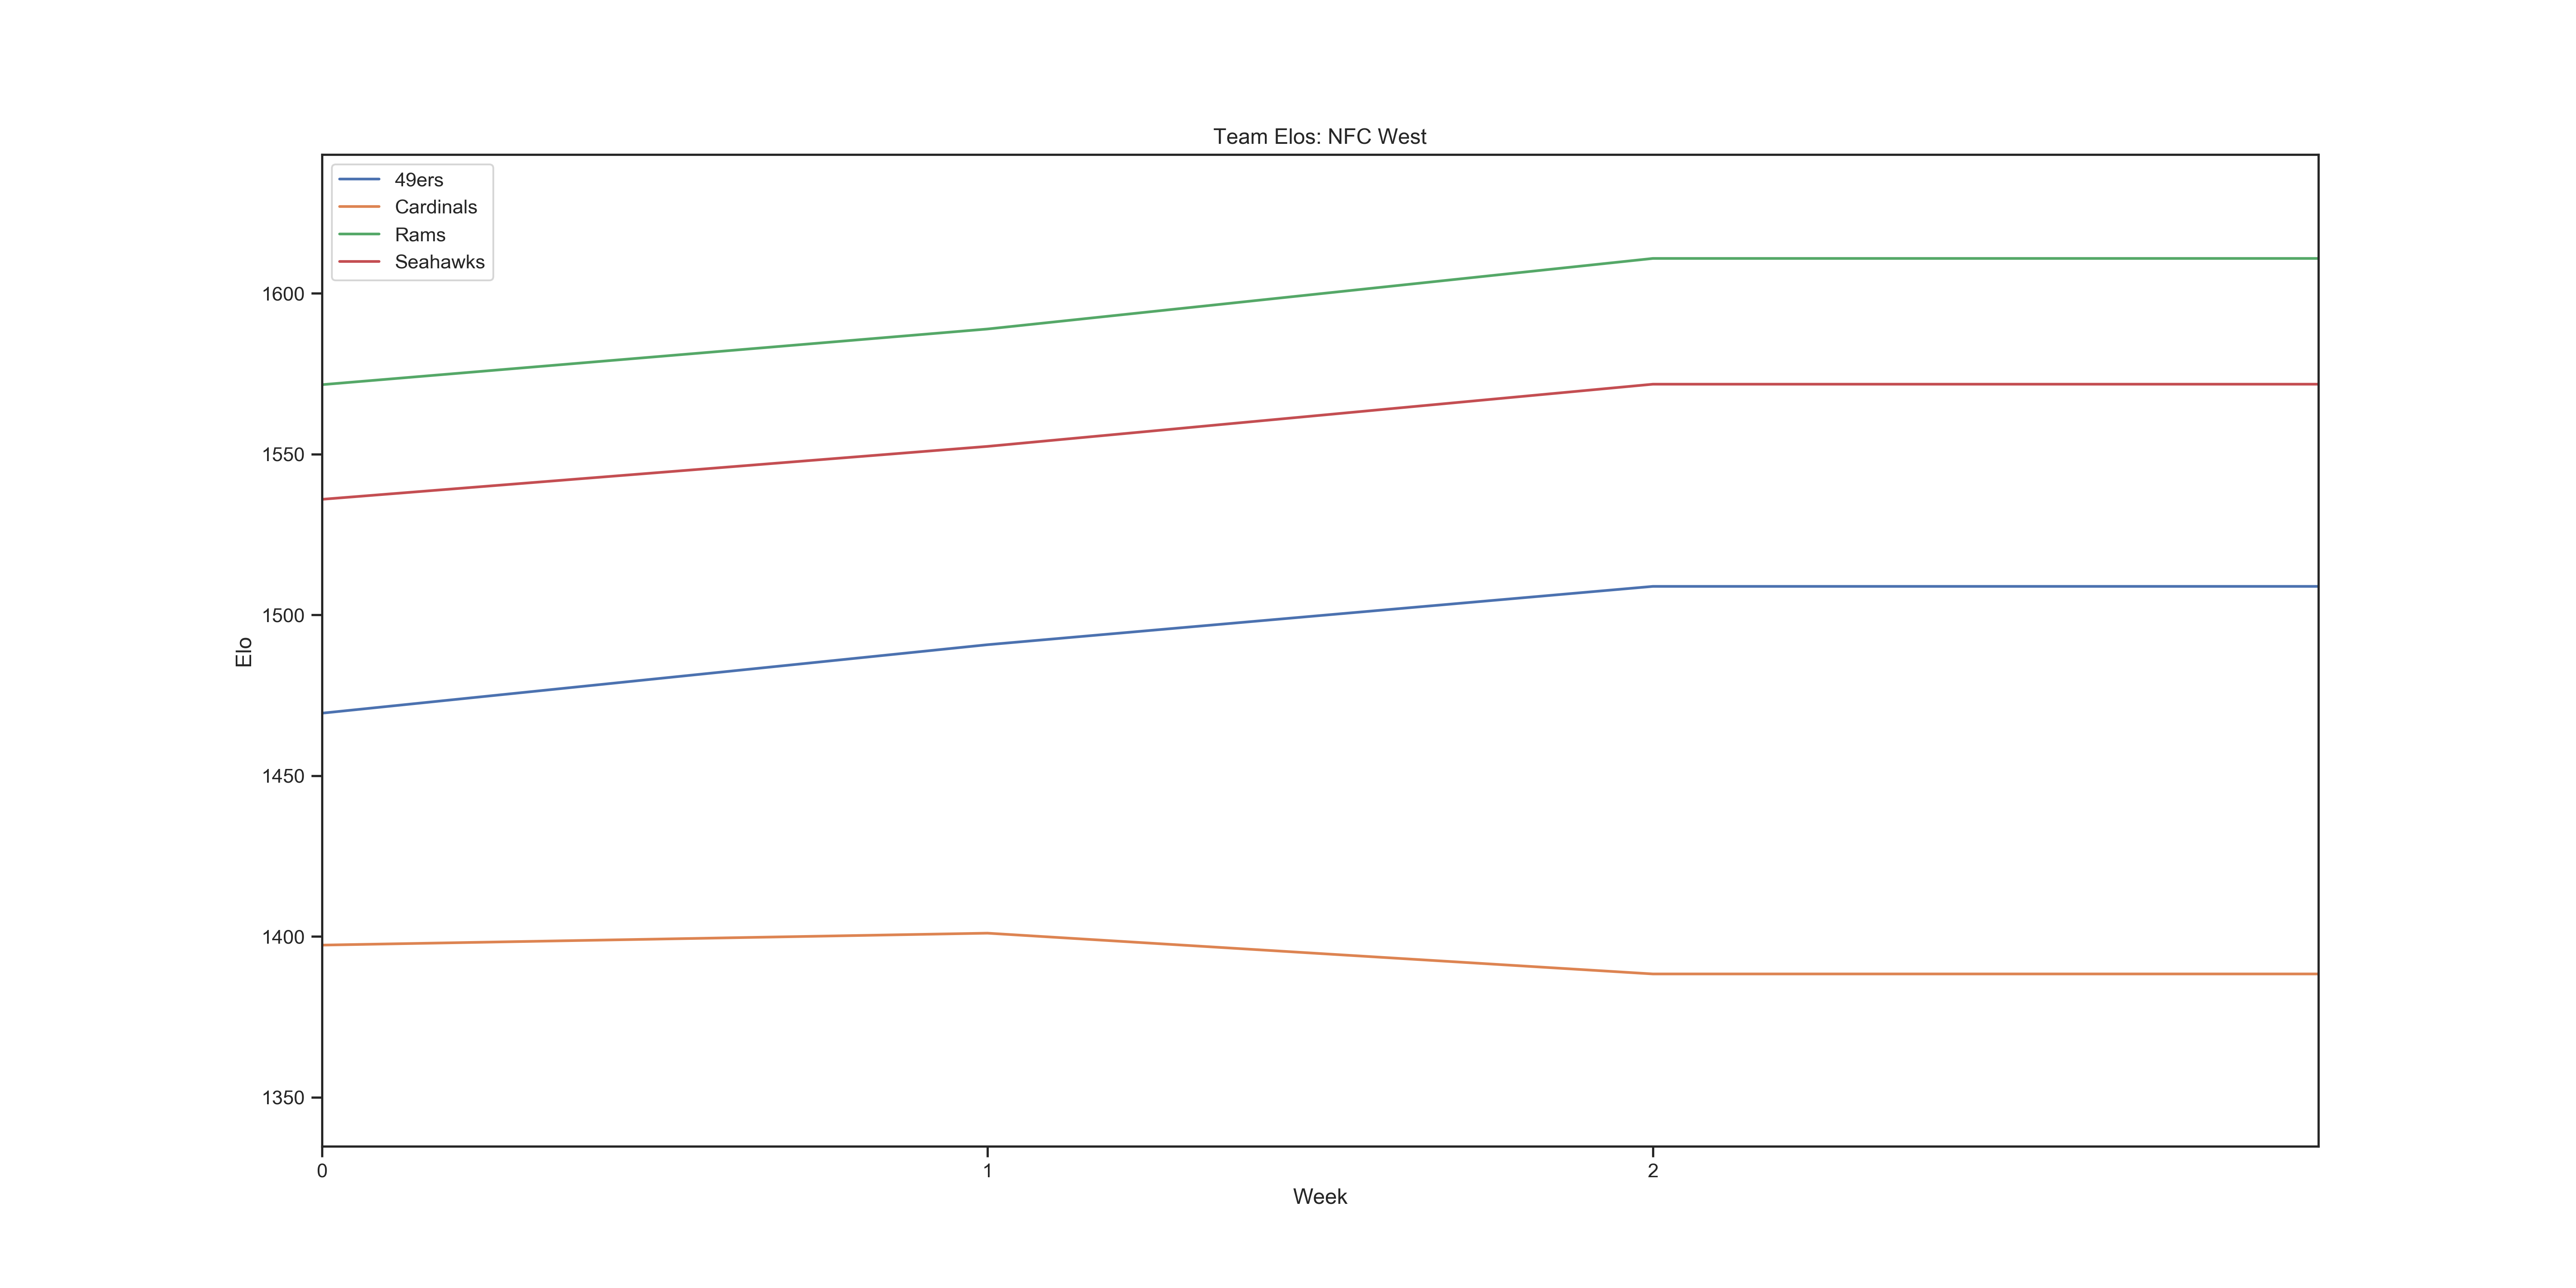 Team Elos: NFC West
49ers
Cardinals
Rams
Seahawks
1600
1550
1500
1450
1400
1350
Elo
0 1 2
Week